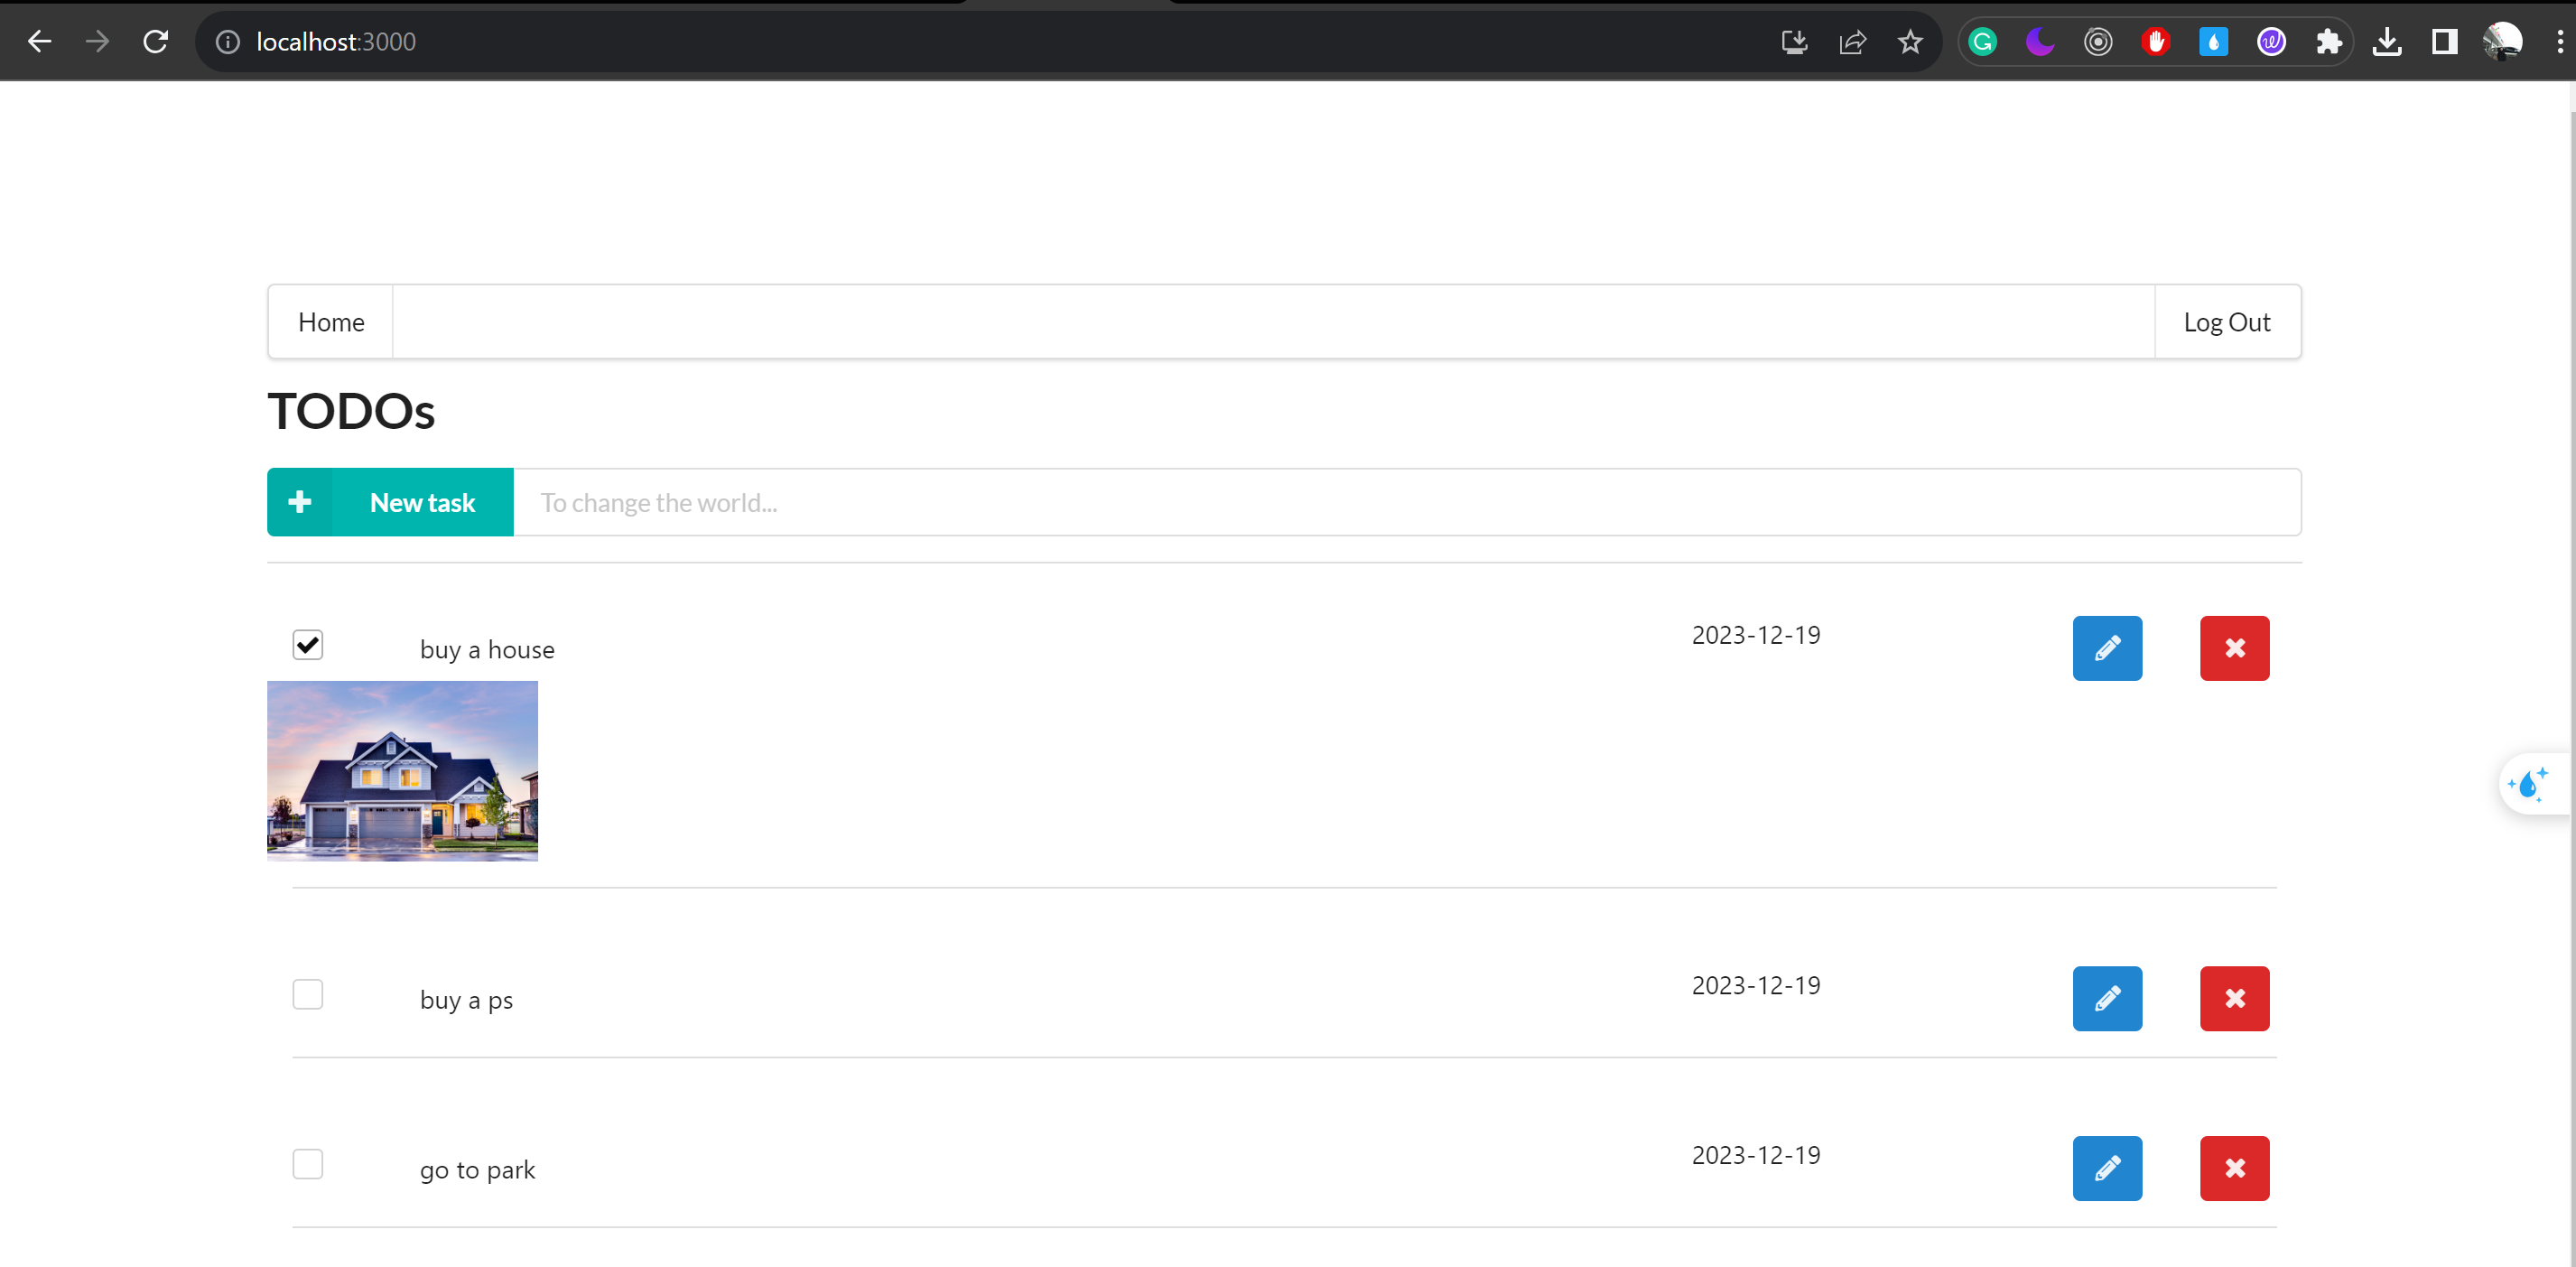 localhost:3000
Home
Log Out
TODOs
New task
To change the world...
buy a house
2023-12-19
buy a ps
2023-12-19
go to park
2023-12-19